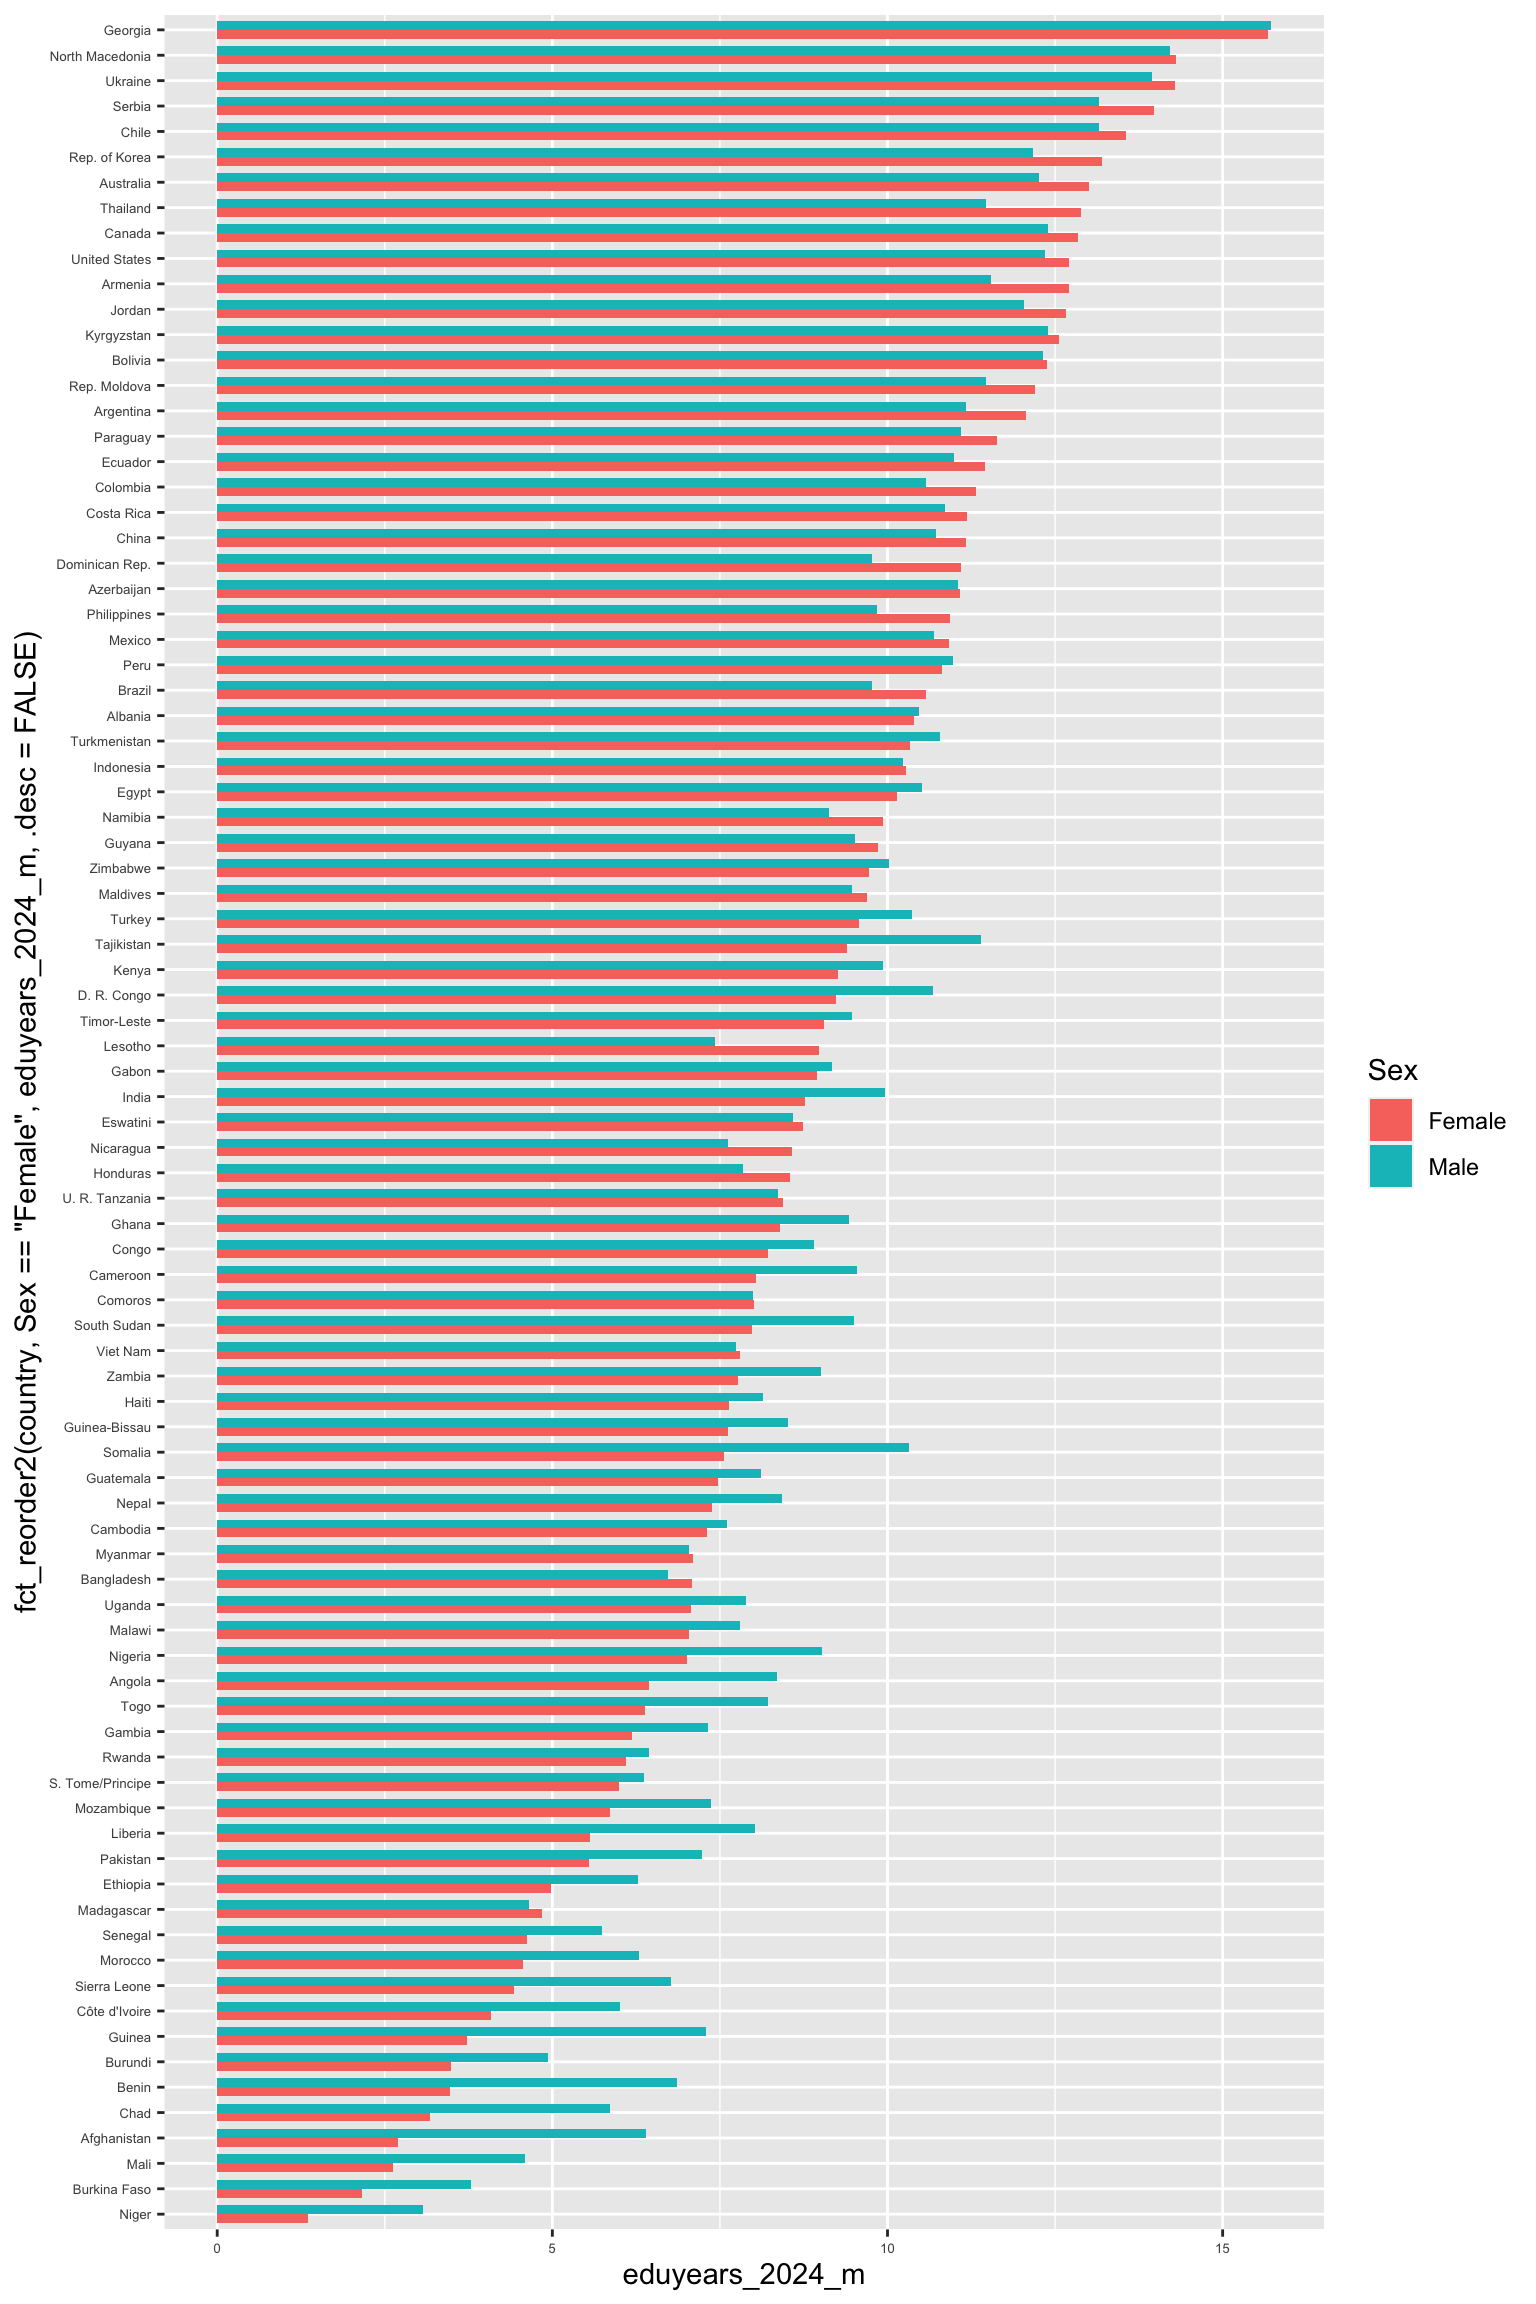 Georgia
North Macedonia
Ukraine
Serbia
Chile
Rep. of Korea
Australia
Thailand
Canada
United States
Armenia
Jordan
Kyrgyzstan
Bolivia
Rep. Moldova
Argentina
Paraguay
Ecuador
Colombia
Costa Rica
China
Dominican Rep.
Azerbaijan
Philippines
Mexico
Peru
Brazil
Albania
Turkmenistan
Indonesia
Egypt
Namibia
Guyana
Zimbabwe
Maldives
Turkey
Tajikistan
Kenya
D. R. Congo
Timor-Leste
Lesotho
Gabon
India
Eswatini
Nicaragua
Honduras
U. R. Tanzania
Ghana
Congo
Cameroon
Comoros
South Sudan
Viet Nam
Zambia
Haiti
Guinea-Bissau
Somalia
Guatemala
Nepal
Cambodia
Myanmar
Bangladesh
Uganda
Malawi
Nigeria
Angola
Togo
Gambia
Rwanda
S. Tome/Principe
Mozambique
Liberia
Pakistan
Ethiopia
Madagascar
Senegal
Morocco
Sierra Leone
Côte d'Ivoire
Guinea
Burundi
Benin
Chad
Afghanistan
Mali
Burkina Faso
Niger
0 5 10 15
eduyears_2024_m
fct_reorder2(country, Sex == "Female", eduyears_2024_m, .desc = FALSE)
Sex
Female
Male